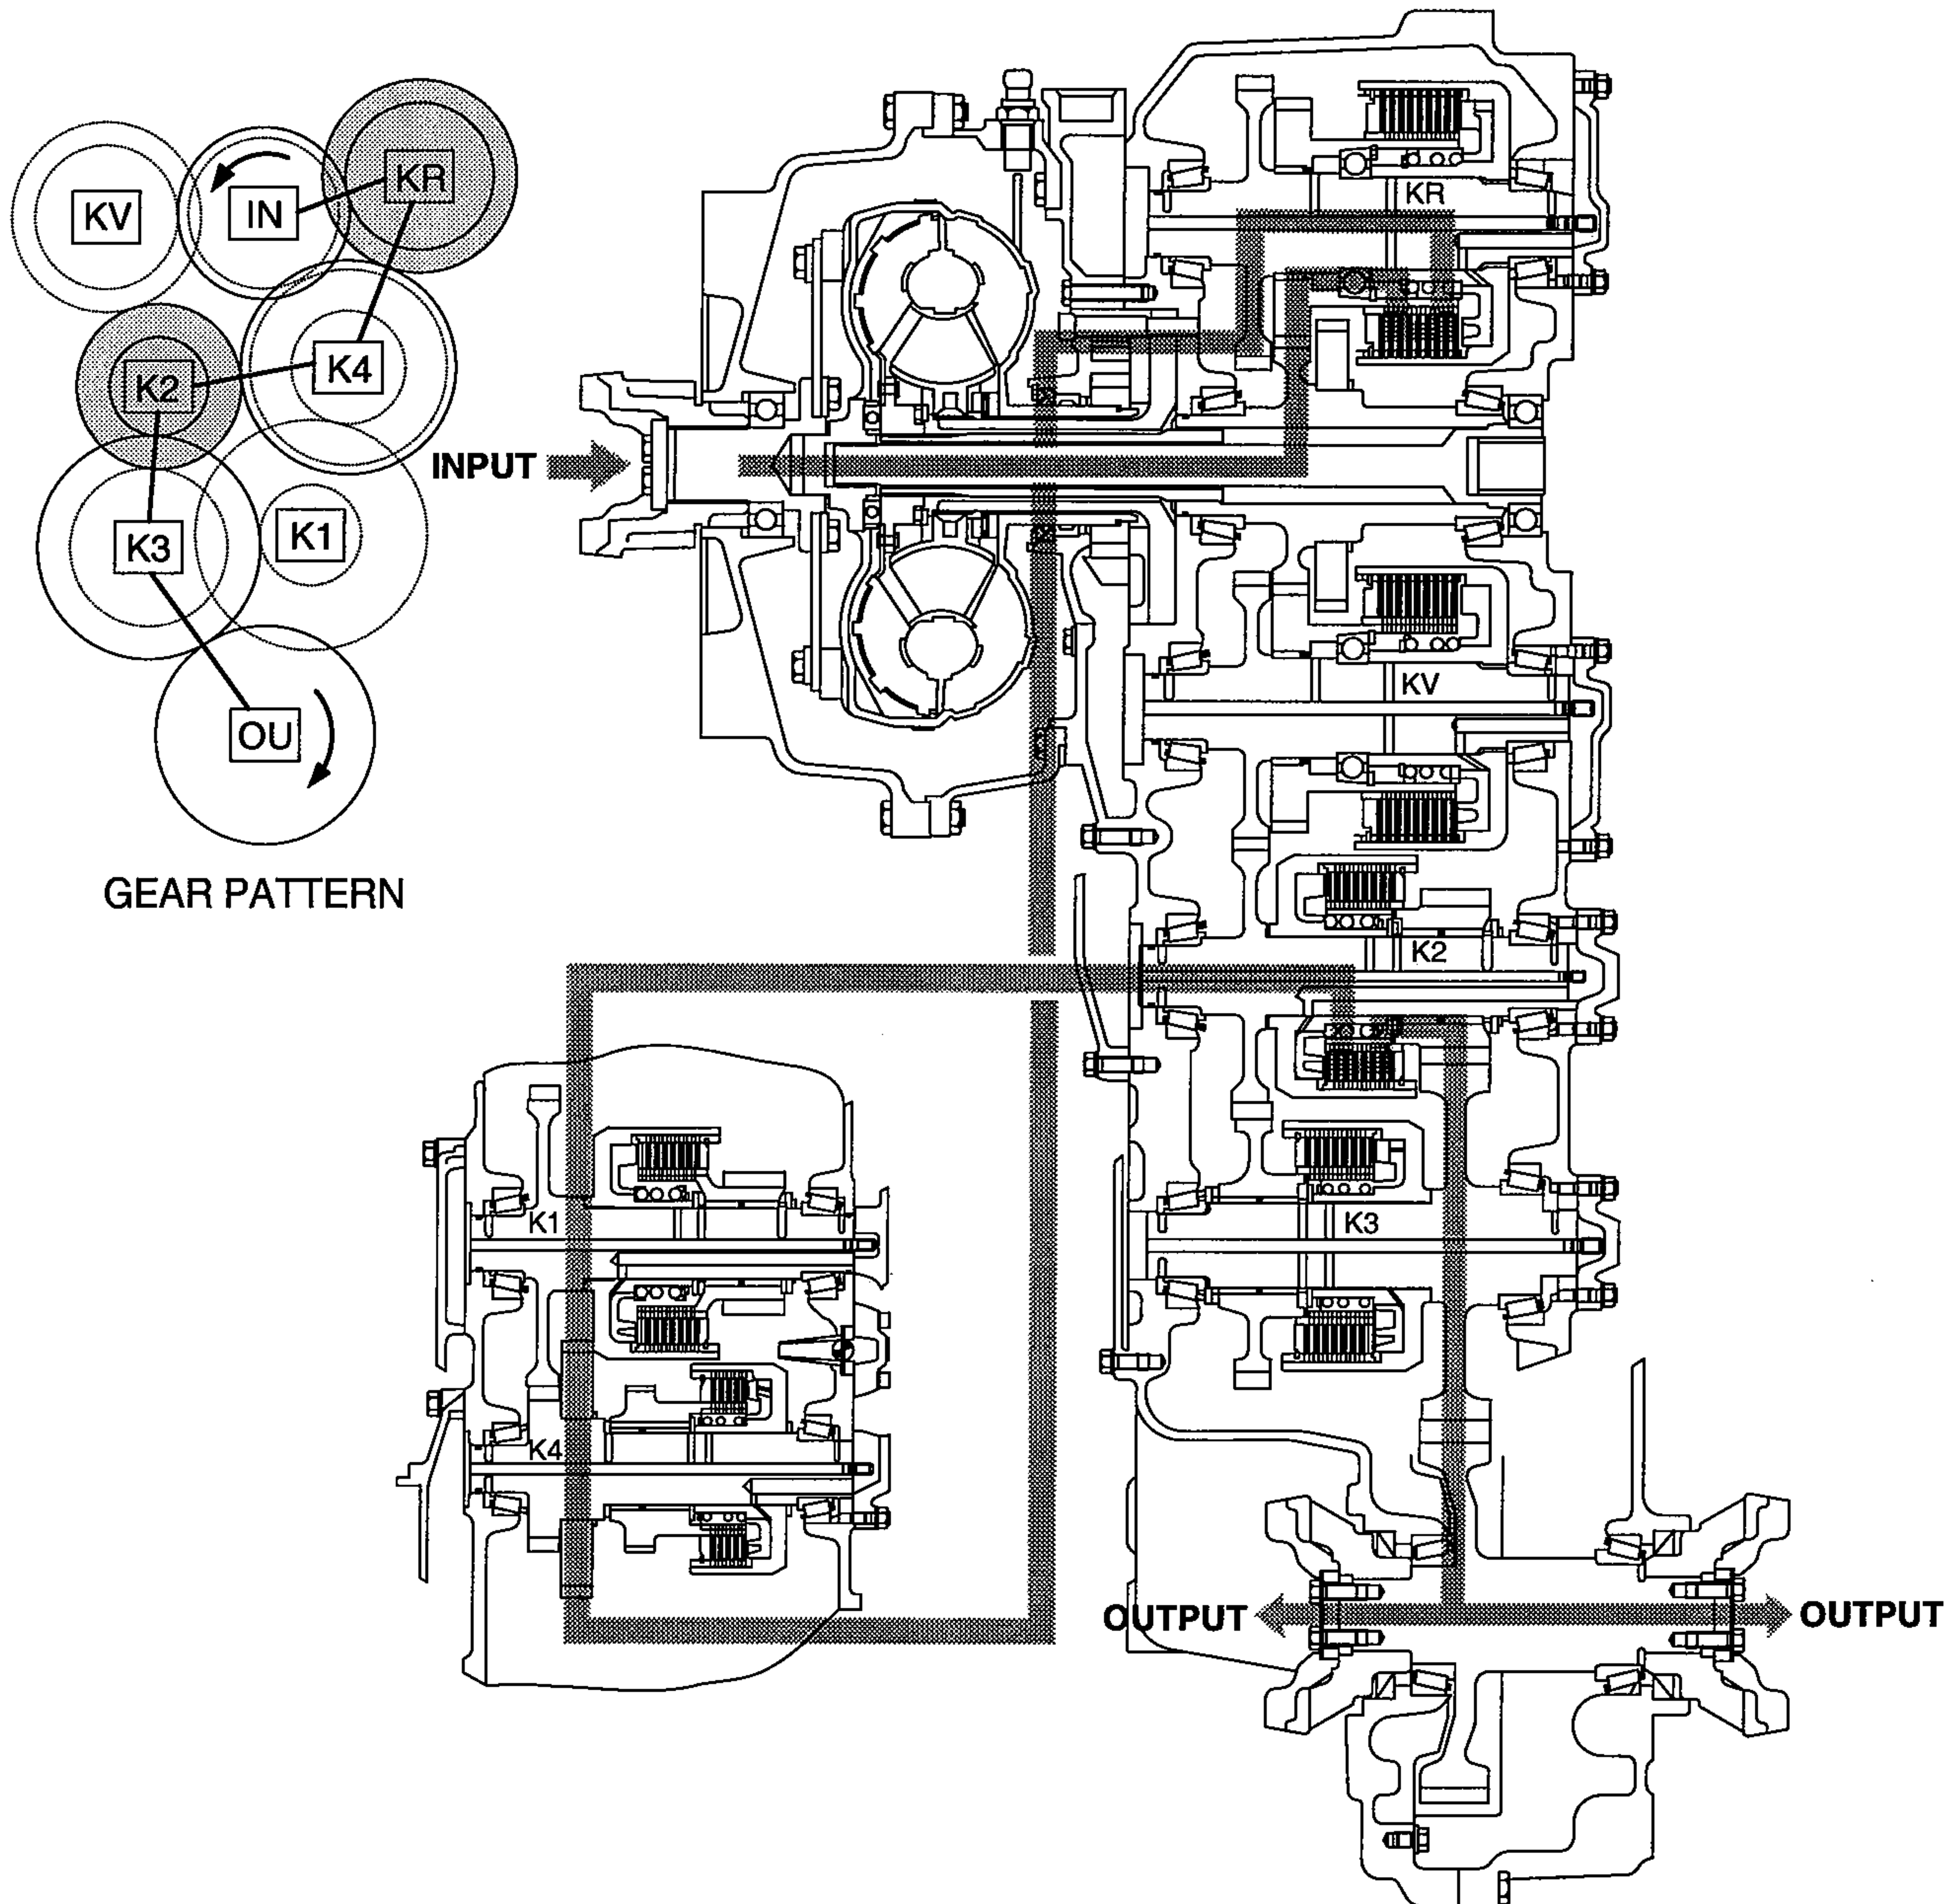 KV
IN
KR
K2
K4
K3
K1
OU
GEAR PATTERN
INPUT
KR
KV
K2
K1
K3
K4
OUTPUT
OUTPUT